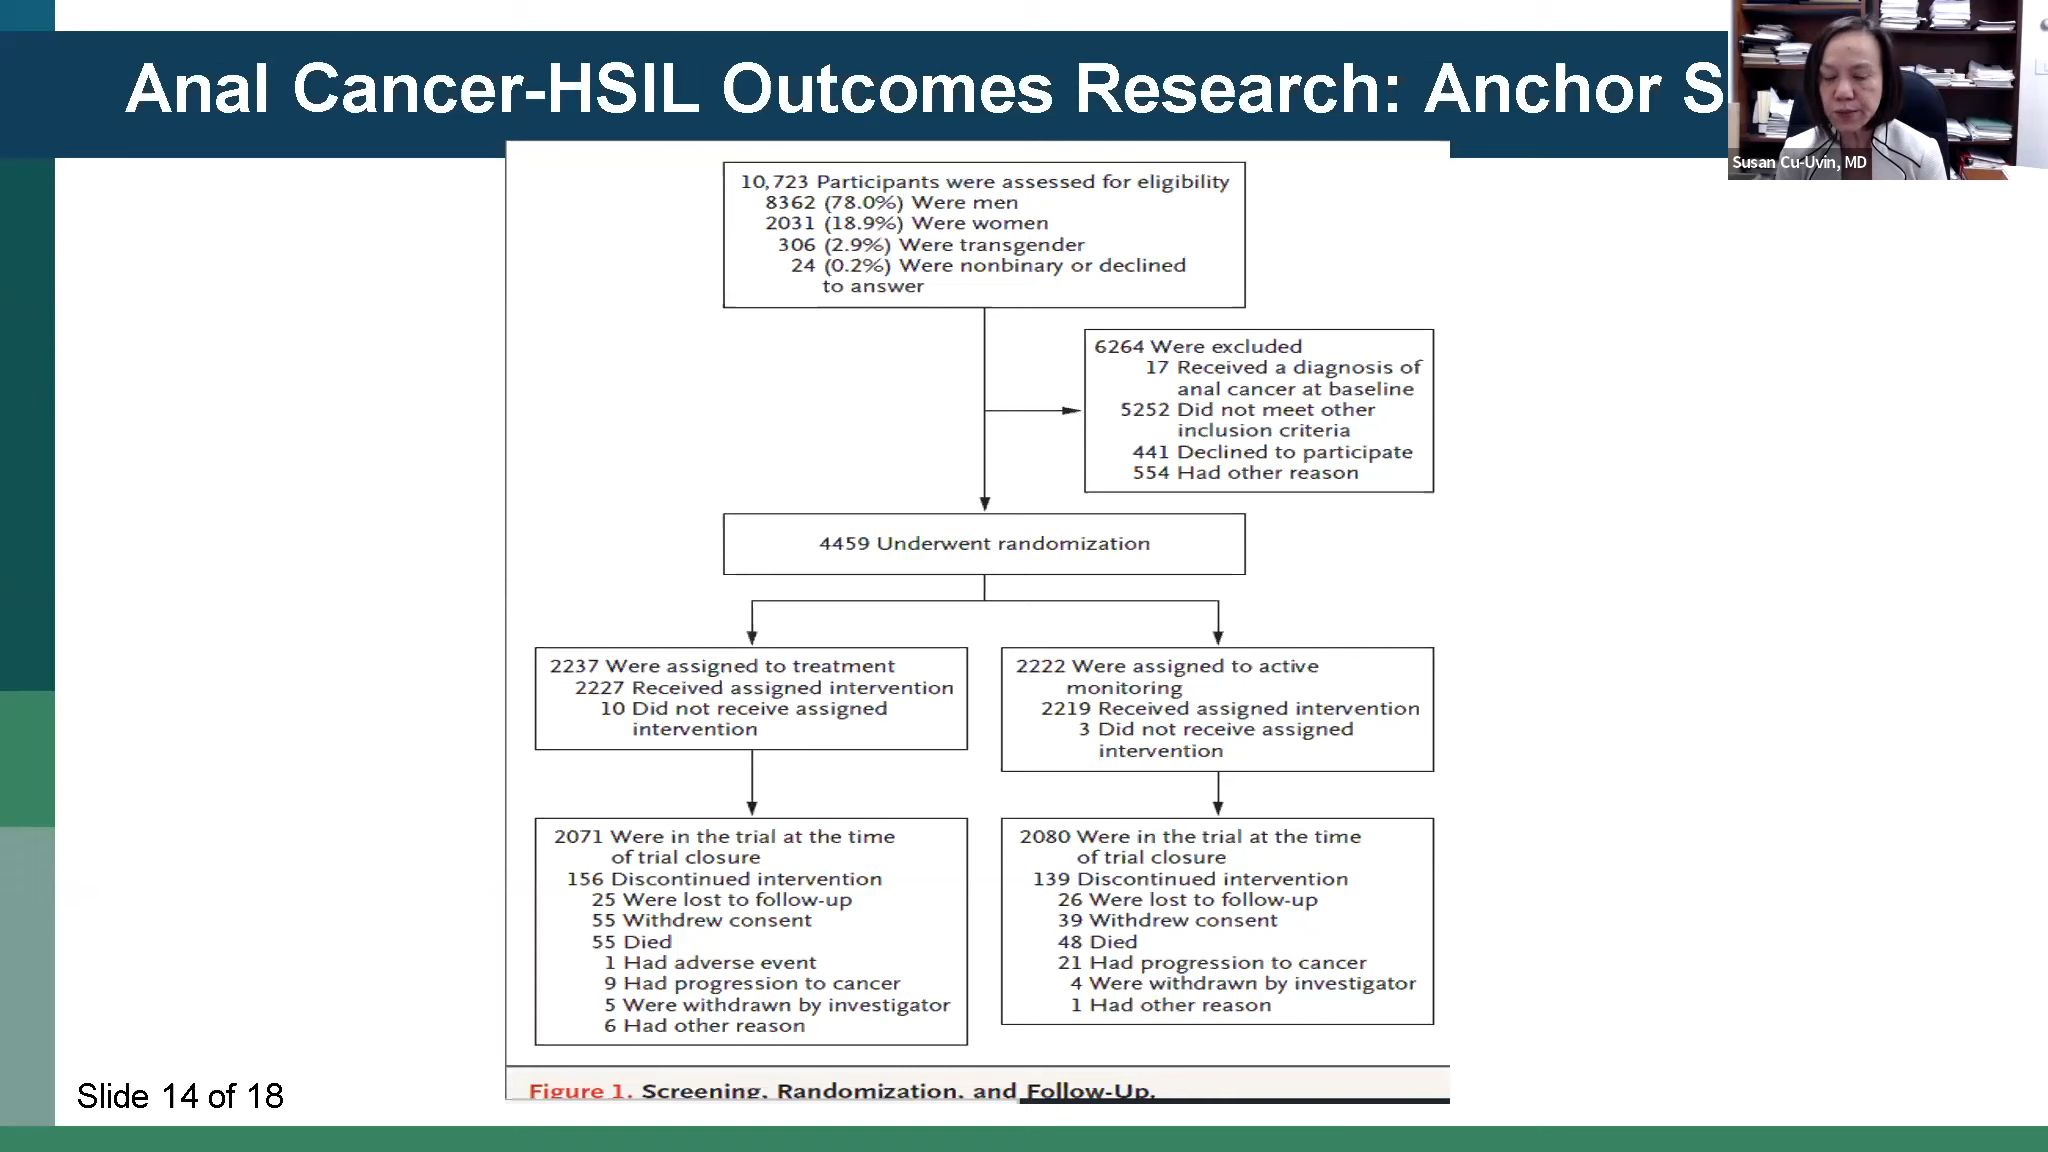 Anal Cancer-HSIL Outcomes Research: Anchor S
Susan Cu-Uvin, MD
10,723 Participants were assessed for eligibility
8362 (78.0%) Were men
2031 (18.9%) Were women
306 (2.9%) Were transgender
24 (0.2%) Were nonbinary or declined
to answer
6264 Were excluded
17 Received a diagnosis of
anal cancer at baseline
5252 Did not meet other
inclusion criteria
441 Declined to participate
554 Had other reason
4459 Underwent randomization
2237 Were assigned to treatment
2227 Received assigned intervention
10 Did not receive assigned
intervention
2222 Were assigned to active
monitoring
2219 Received assigned intervention
3 Did not receive assigned
intervention
2071 Were in the trial at the time
of trial closure
156 Discontinued intervention
25 Were lost to follow-up
55 Withdrew consent
55 Died
1 Had adverse event
9 Had progression to cancer
5 Were withdrawn by investigator
6 Had other reason
2080 Were in the trial at the time
of trial closure
139 Discontinued intervention
26 Were lost to follow-up
39 Withdrew consent
48 Died
21 Had progression to cancer
4 Were withdrawn by investigator
1 Had other reason
Figure 1. Screening, Randomization, and Follow-Up.
Slide 14 of 18